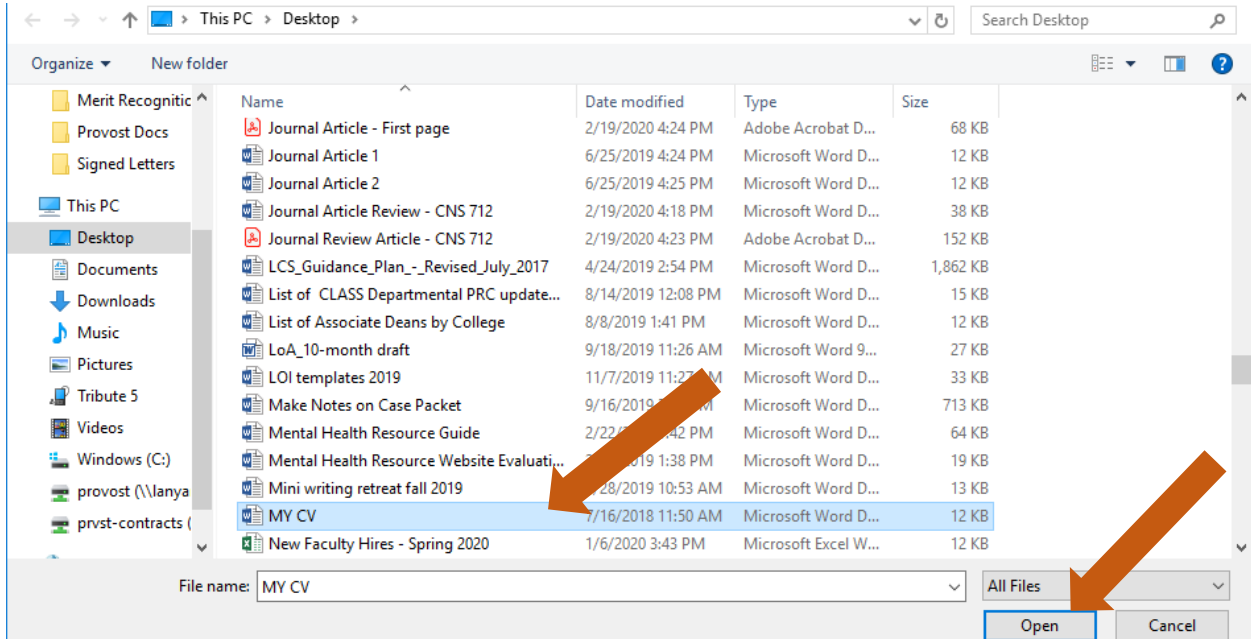 This PC > Desktop >
Search Desktop
Organize
New folder
Name Date modified Type Size
Merit Recognitic
Provost Docs
Signed Letters
This PC
Desktop
Documents
Downloads
Music
Pictures
Tribute 5
Videos
Windows (C:)
provost (\\lanya
prvst-contracts (
Journal Article - First page 2/19/2020 4:24 PM Adobe Acrobat D... 68 KB
Journal Article 1 6/25/2019 4:24 PM Microsoft Word D... 12 KB
Journal Article 2 6/25/2019 4:25 PM Microsoft Word D... 12 KB
Journal Article Review - CNS 712 2/19/2020 4:18 PM Microsoft Word D... 38 KB
Journal Review Article - CNS 712 2/19/2020 4:23 PM Adobe Acrobat D... 152 KB
LCS_Guidance_Plan_-_Revised_July_2017 4/24/2019 2:54 PM Microsoft Word D... 1,862 KB
List of  CLASS Departmental PRC update... 8/14/2019 12:08 PM Microsoft Word D... 15 KB
List of Associate Deans by College 8/8/2019 1:41 PM Microsoft Word D... 12 KB
LoA_10-month draft 9/18/2019 11:26 AM Microsoft Word 9... 27 KB
LOI templates 2019 11/7/2019 Microsoft Word D... 33 KB
Make Notes on Case Packet 9/16/2019 Microsoft Word D... 713 KB
Mental Health Resource Guide PM Microsoft Word D... 64 KB
Mental Health Resource Website Evaluati... 1:38 PM Microsoft Word D... 19 KB
Mini writing retreat fall 2019 10:53 AM Microsoft Word D... 13 KB
MY CV 7/16/2018 11:50 AM Microsoft Word D... 12 KB
New Faculty Hires - Spring 2020 1/6/2020 3:43 PM Microsoft Excel W... 12 KB
File name: MY CV
All Files
Open
Cancel